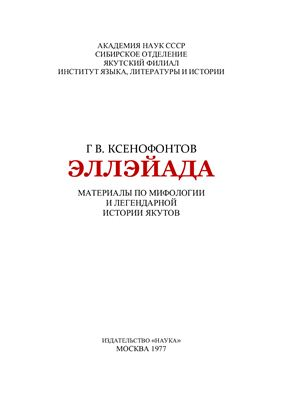 АКАДЕМИЯ НАУК СССР
СИБИРСКОЕ ОТДЕЛЕНИЕ
ЯКУТСКИЙ ФИЛИАЛ
ИНСТИТУТ ЯЗЫКА, ЛИТЕРАТУРЫ И ИСТОРИИ
Г В. КСЕНОФОНТОВ
ЭЛЛЭЙАДА
МАТЕРИАЛЫ ПО МИФОЛОГИИ
И ЛЕГЕНДАРНОЙ
ИСТОРИИ ЯКУТОВ
ИЗДАТЕЛЬСТВО «НАУКА»
МОСКВА 1977